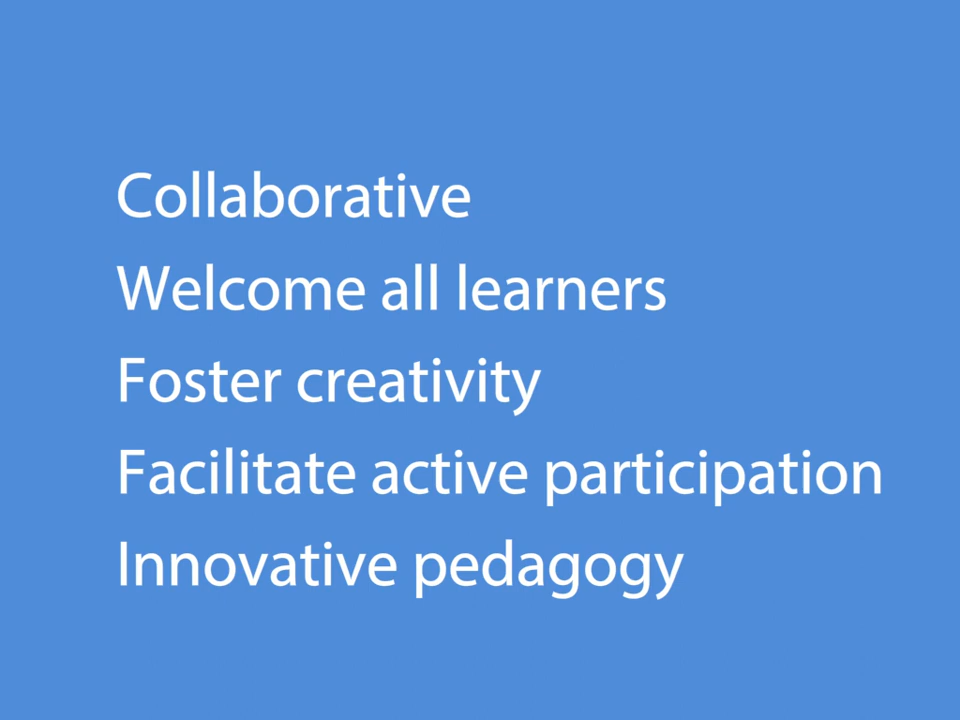 Collaborative
Welcome all learners
Foster creativity
Facilitate active participation
Innovative pedagogy